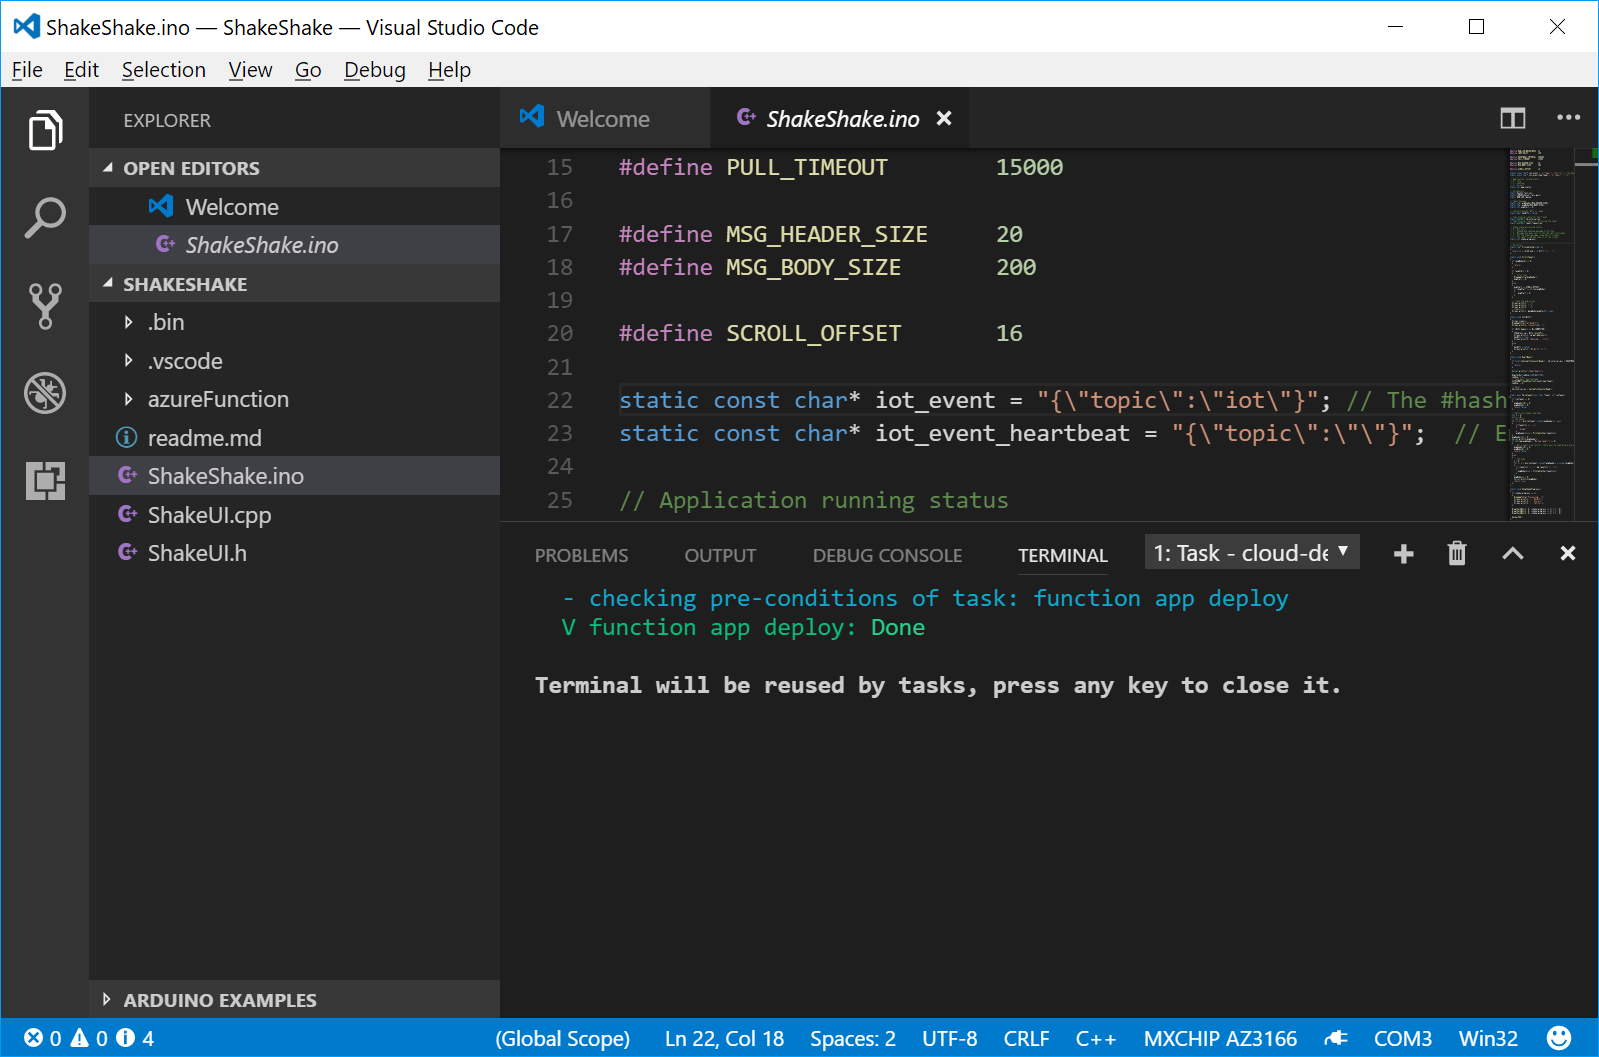 ShakeShake.ino — ShakeShake — Visual Studio Code
File Edit Selection View Go Debug Help
EXPLORER
OPEN EDITORS
Welcome
ShakeShake.ino
SHAKESHAKE
.bin
.vscode
azureFunction
readme.md
ShakeShake.ino
ShakeUI.cpp
ShakeUI.h
ARDUINO EXAMPLES
Welcome ShakeShake.ino
15 #define PULL_TIMEOUT 15000
16
17 #define MSG_HEADER_SIZE 20
18 #define MSG_BODY_SIZE 200
19
20 #define SCROLL_OFFSET 16
21
22 static const char* iot_event = "{\"topic\":\"iot\"}"; // The #hash
23 static const char* iot_event_heartbeat = "{\"topic\":\"\"}"; // E
24
25 // Application running status
PROBLEMS OUTPUT DEBUG CONSOLE TERMINAL 1: Task - cloud-de
- checking pre-conditions of task: function app deploy
V function app deploy: Done
Terminal will be reused by tasks, press any key to close it.
0 0 4 (Global Scope) Ln 22, Col 18 Spaces: 2 UTF-8 CRLF C++ MXCHIP AZ3166 COM3 Win32